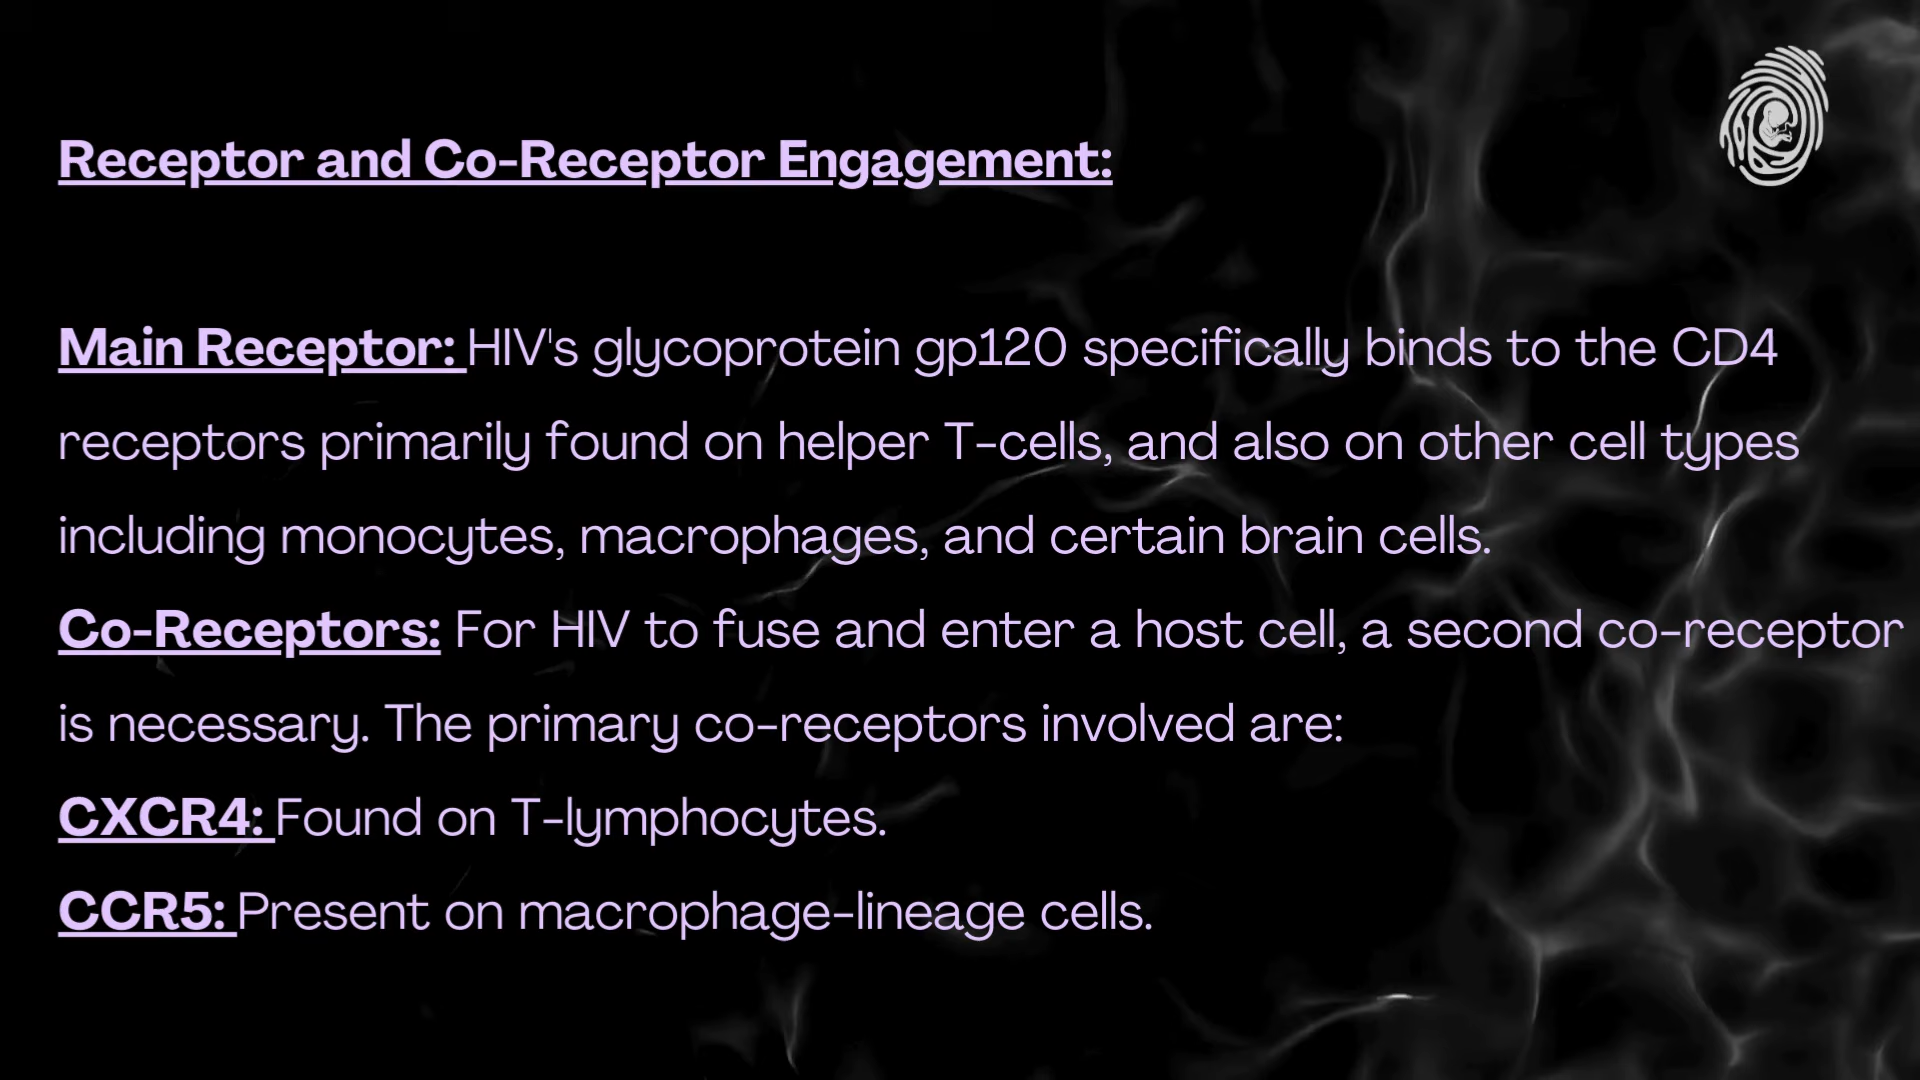 Receptor and Co-Receptor Engagement:
Main Receptor: HIV's glycoprotein gp120 specifically binds to the CD4
receptors primarily found on helper T-cells, and also on other cell types
including monocytes, macrophages, and certain brain cells.
Co-Receptors: For HIV to fuse and enter a host cell, a second co-receptor
is necessary. The primary co-receptors involved are:
CXCR4: Found on T-lymphocytes.
CCR5: Present on macrophage-lineage cells.